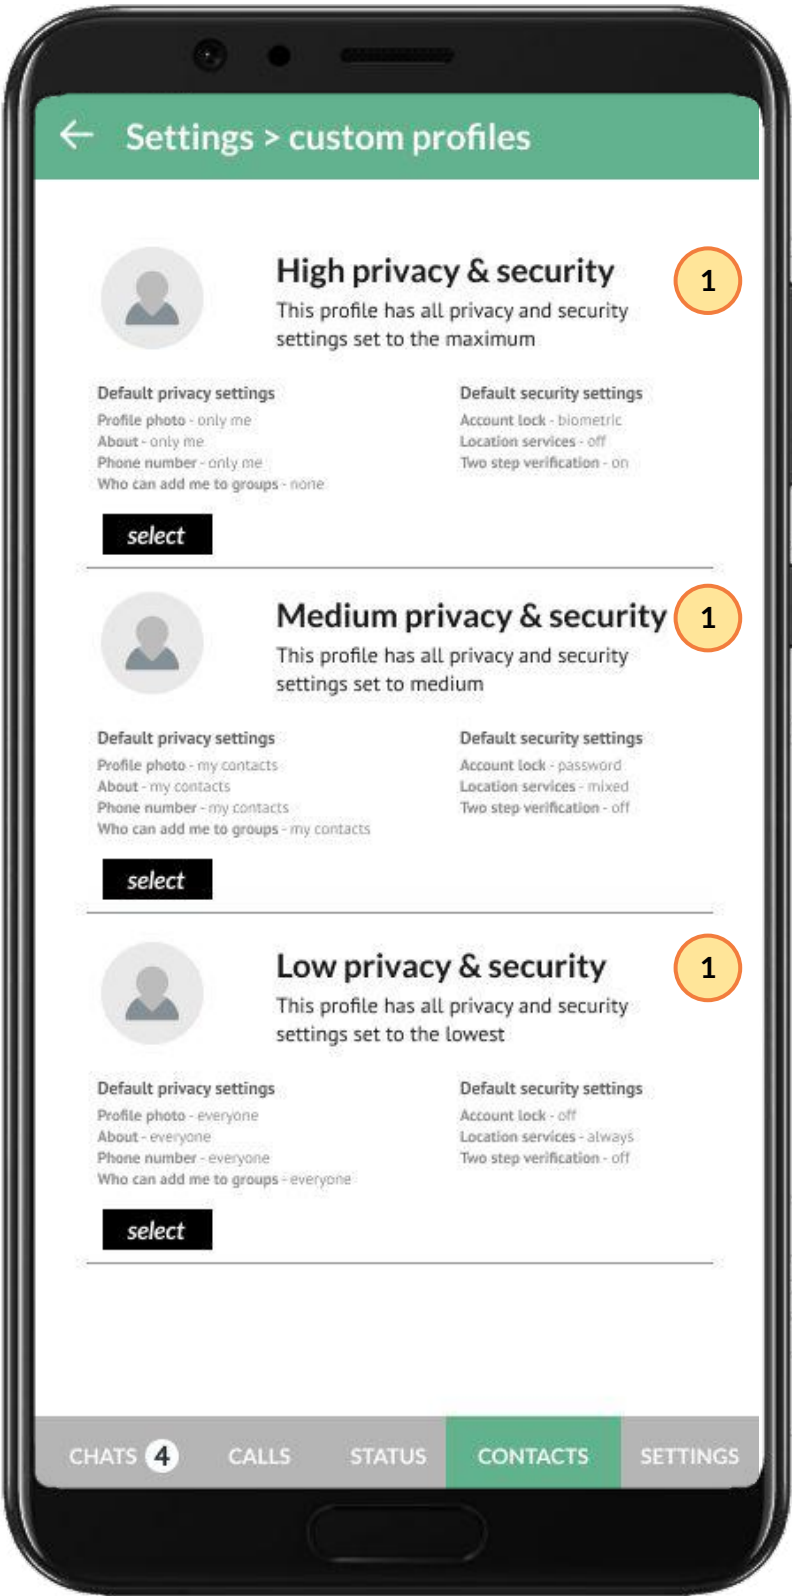 ← Settings > custom profiles
High privacy & security
1
This profile has all privacy and security
settings set to the maximum
Default privacy settings
Profile photo - only me
About - only me
Phone number - only me
Who can add me to groups - none
Default security settings
Account lock - biometric
Location services - off
Two step verification - on
select
Medium privacy & security
1
This profile has all privacy and security
settings set to medium
Default privacy settings
Profile photo - my contacts
About - my contacts
Phone number - my contacts
Who can add me to groups - my contacts
Default security settings
Account lock - password
Location services - mixed
Two step verification - off
select
Low privacy & security
1
This profile has all privacy and security
settings set to the lowest
Default privacy settings
Profile photo - everyone
About - everyone
Phone number - everyone
Who can add me to groups - everyone
Default security settings
Account lock - off
Location services - always
Two step verification - off
select
CHATS 4 CALLS STATUS CONTACTS SETTINGS